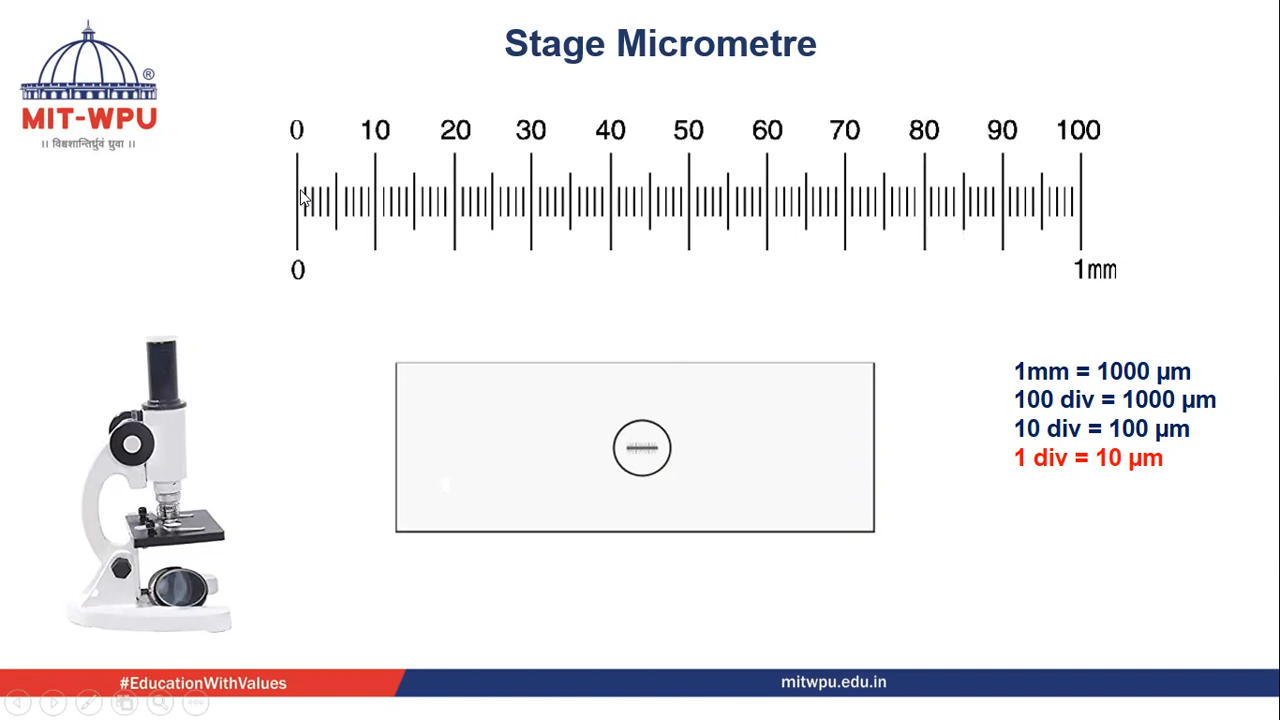 Stage Micrometre
®
MIT-WPU
॥ विश्वशान्तिर्ध्रुवं ध्रुवा ॥
0 10 20 30 40 50 60 70 80 90 100
0 1mm
1mm = 1000 µm
100 div = 1000 µm
10 div = 100 µm
1 div = 10 µm
#EducationWithValues
mitwpu.edu.in